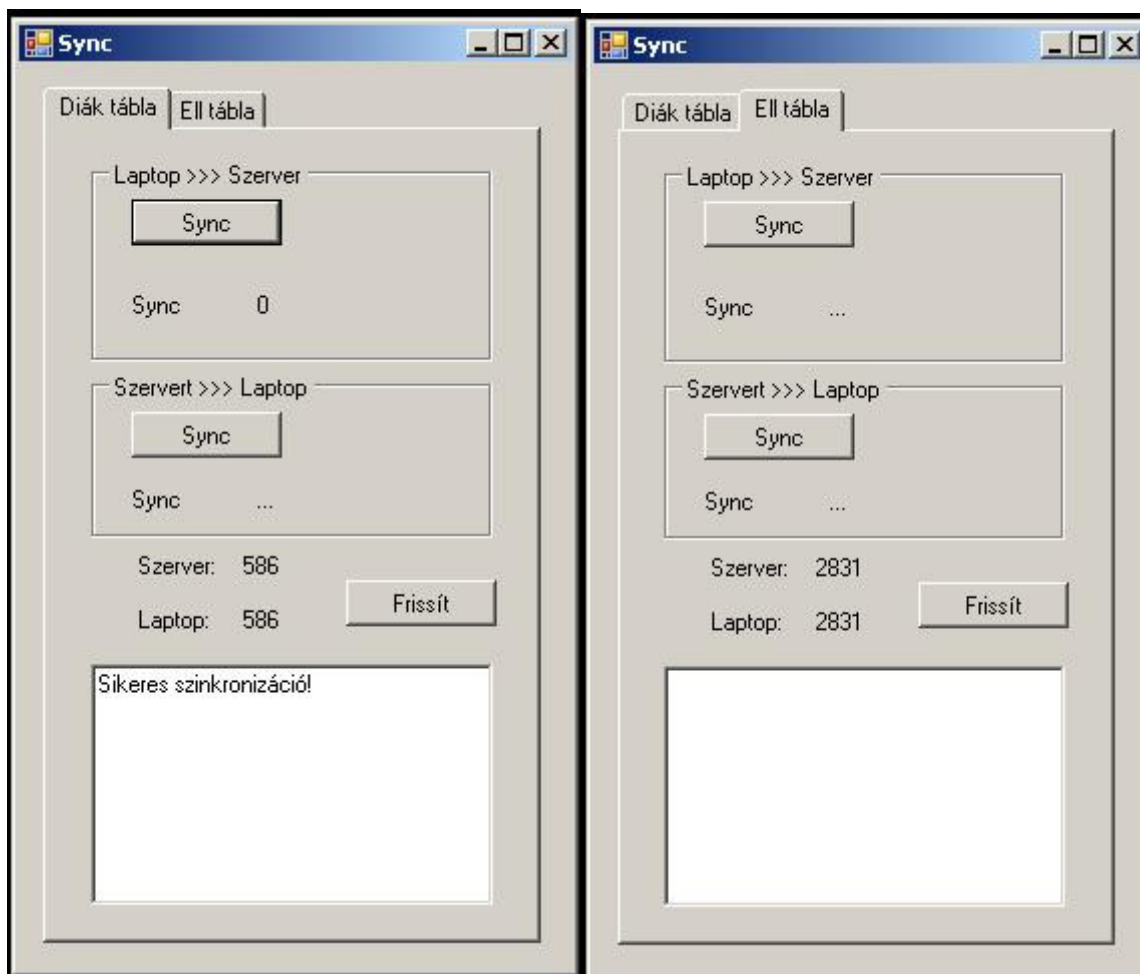 Sync
Diák tábla Ell tábla
Laptop >>> Szerver
Sync
Sync 0
Szervert >>> Laptop
Sync
Sync ...
Szerver: 586
Laptop: 586
Frissít
Sikeres szinkronizáció!
Sync
Diák tábla Ell tábla
Laptop >>> Szerver
Sync
Sync ...
Szervert >>> Laptop
Sync
Sync ...
Szerver: 2831
Laptop: 2831
Frissít